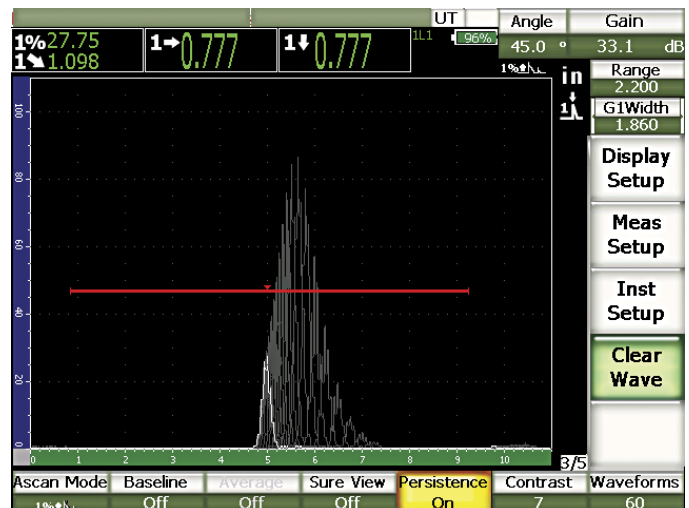 UT Angle Gain
1%27.75 1➔0.777 1⬇0.777 1L1 96% 45.0 ° 33.1 dB
1⬊1.098
1% in Range
2.200
1 G1Width
1.860
100
80
60
40
20
0
0 1 2 3 4 5 6 7 8 9 10
Display
Setup
Meas
Setup
Inst
Setup
Clear
Wave
3/5
Ascan Mode Baseline Average Sure View Persistence Contrast Waveforms
1% Off Off Off On 7 60